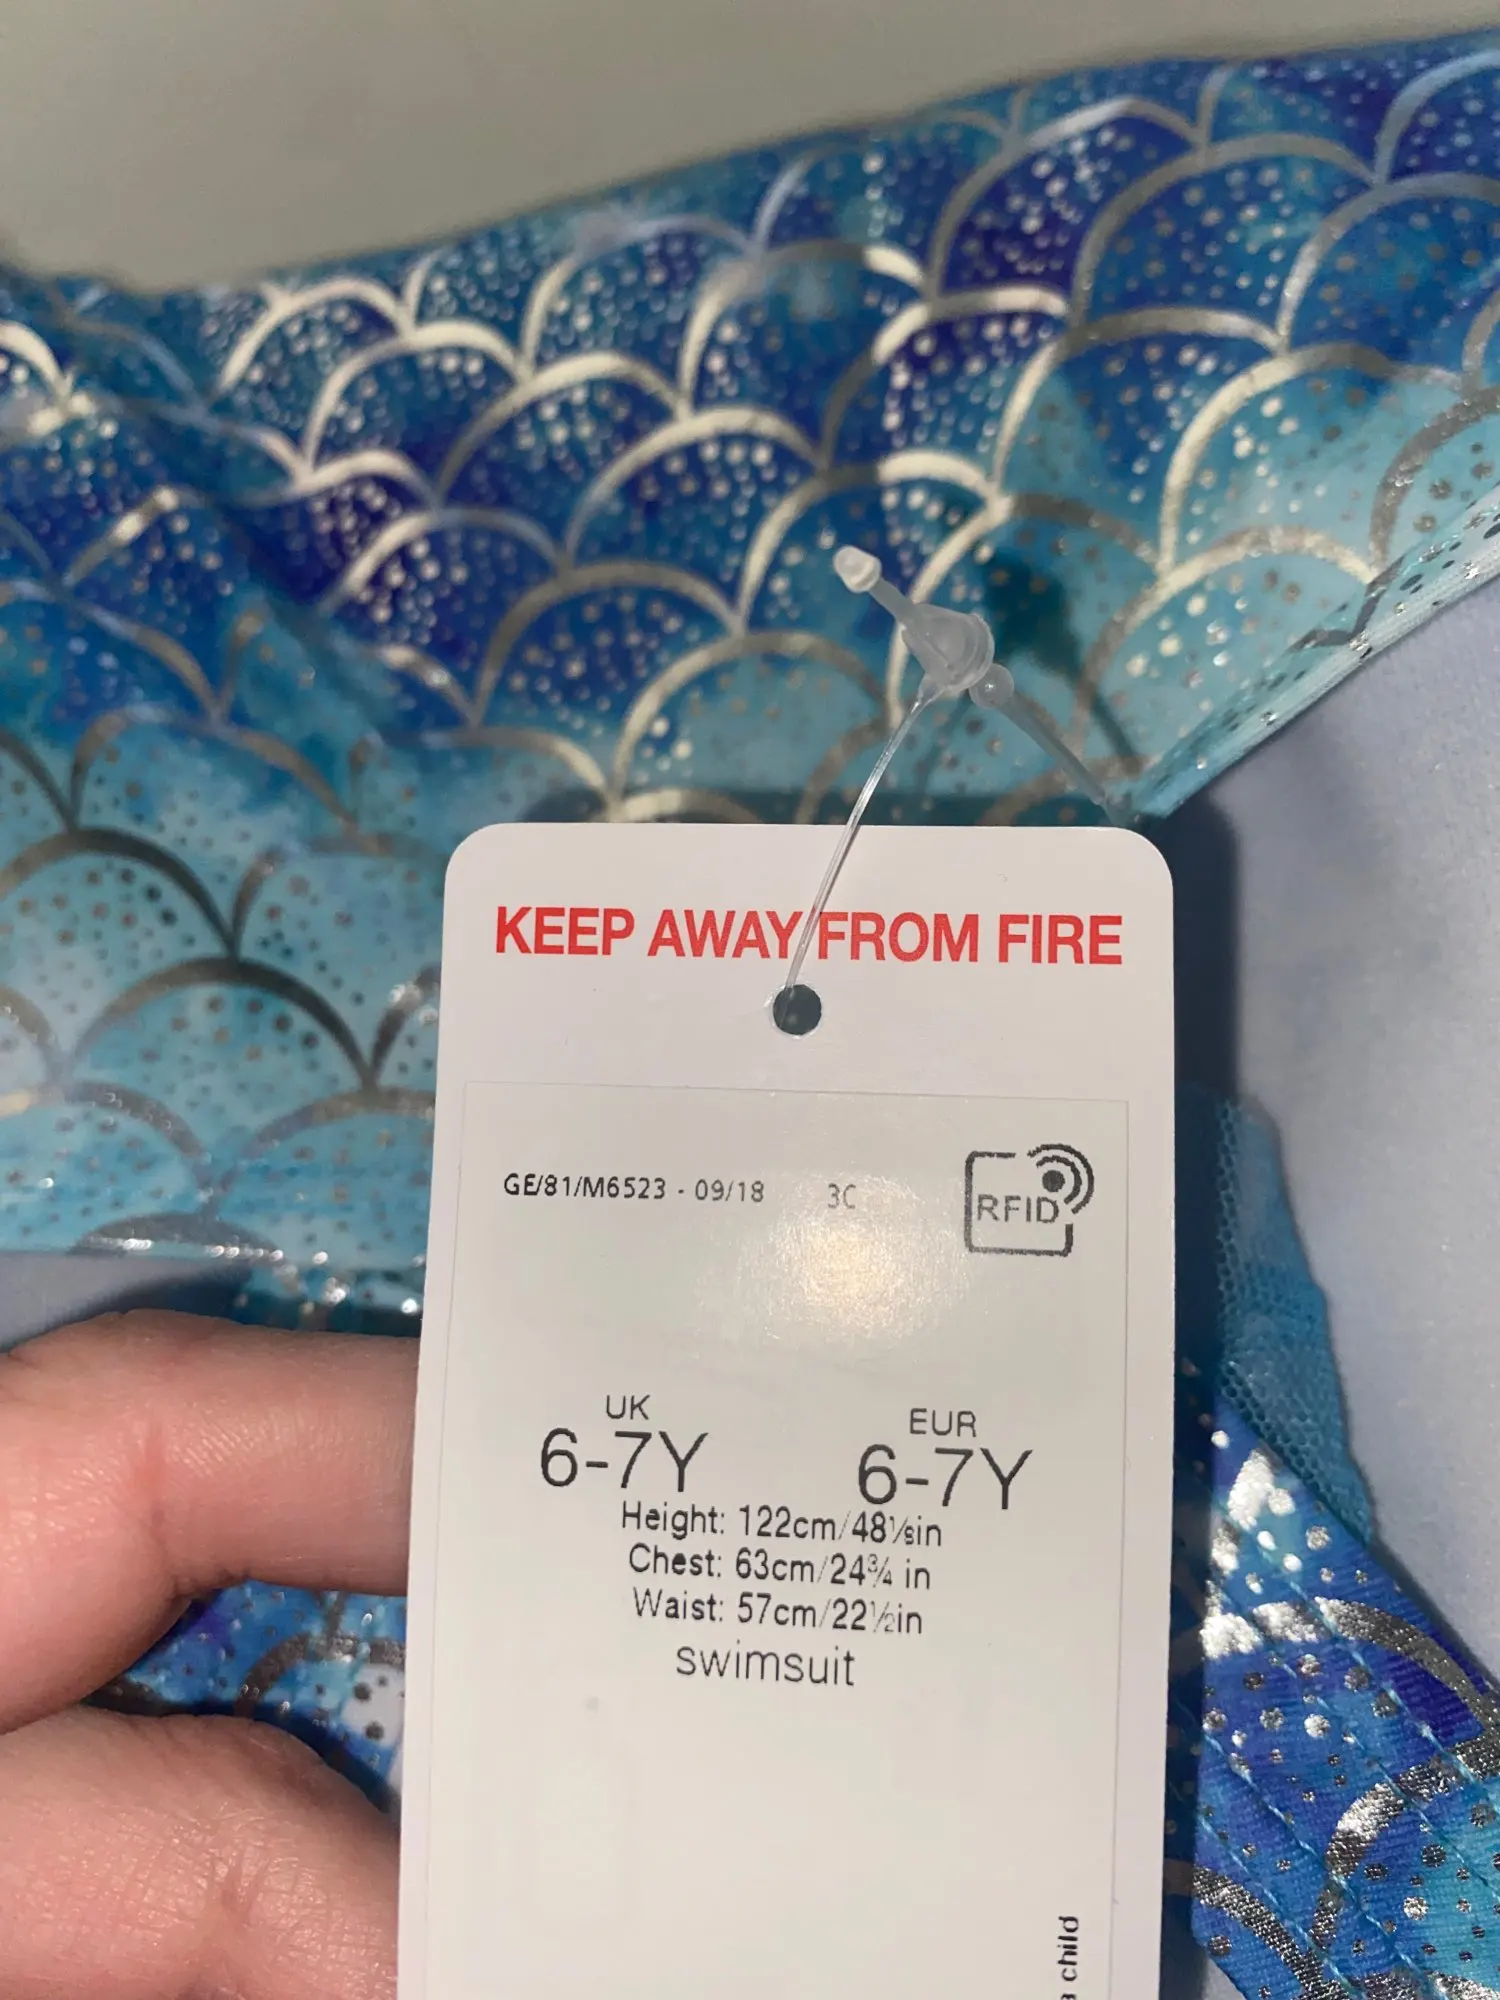 KEEP AWAY FROM FIRE
GE/81/M6523 - 09/18 3C
RFID
UK
6-7Y
EUR
6-7Y
Height: 122cm/48⅛in
Chest: 63cm/24¾ in
Waist: 57cm/22½in
swimsuit
child